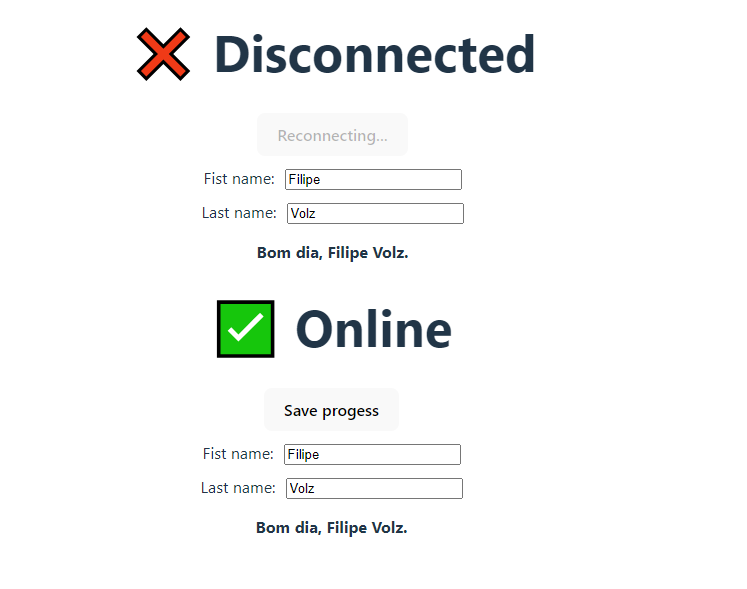 ❌ Disconnected
Reconnecting...
Fist name: Filipe
Last name: Volz
Bom dia, Filipe Volz.
✅ Online
Save progess
Fist name: Filipe
Last name: Volz
Bom dia, Filipe Volz.